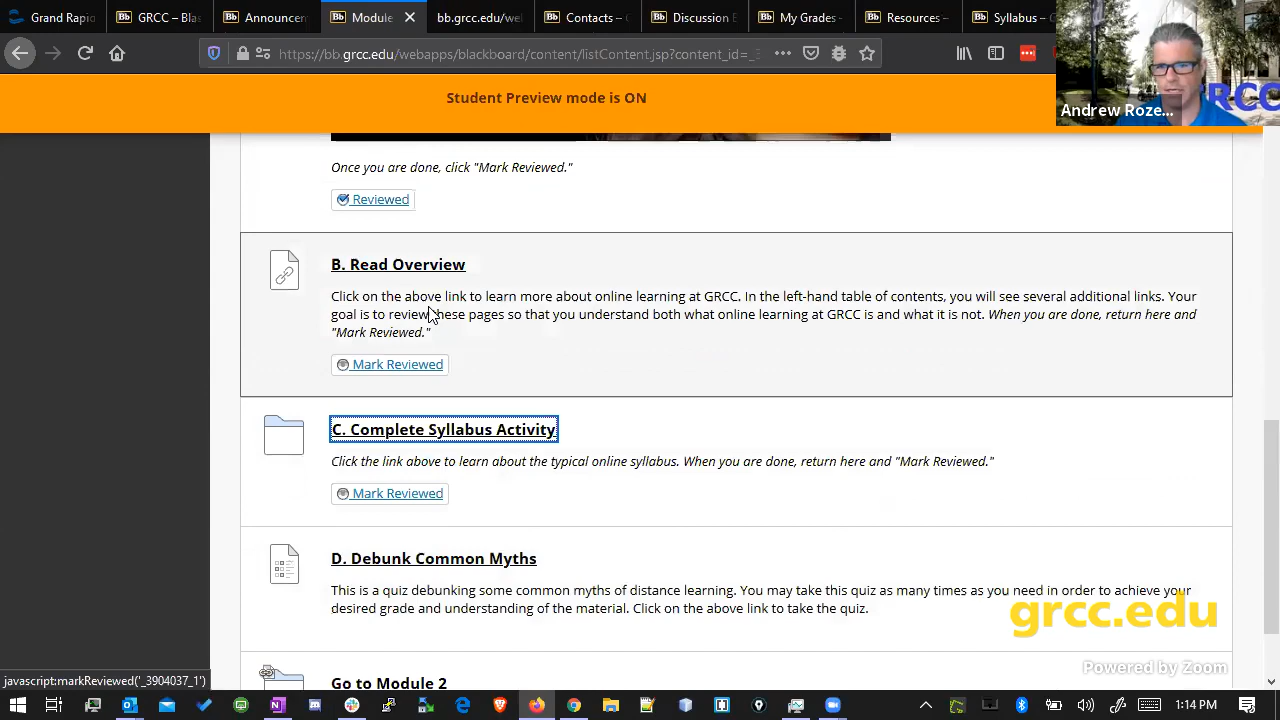 Grand Rapid
GRCC – Blas
Announcem
Module
bb.grcc.edu/we
Contacts – G
Discussion B
My Grades -
Resources –
Syllabus – O
https://bb.grcc.edu/webapps/blackboard/content/listContent.jsp?content_id=_3
Student Preview mode is ON
RCC
Andrew Roze...
Once you are done, click "Mark Reviewed."
Reviewed
B. Read Overview
Click on the above link to learn more about online learning at GRCC. In the left-hand table of contents, you will see several additional links. Your
goal is to review these pages so that you understand both what online learning at GRCC is and what it is not. When you are done, return here and
"Mark Reviewed."
Mark Reviewed
C. Complete Syllabus Activity
Click the link above to learn about the typical online syllabus. When you are done, return here and "Mark Reviewed."
Mark Reviewed
D. Debunk Common Myths
This is a quiz debunking some common myths of distance learning. You may take this quiz as many times as you need in order to achieve your
desired grade and understanding of the material. Click on the above link to take the quiz.
grcc.edu
Powered by Zoom
javascript:markReviewed('_3904037_1')
Go to Module 2
1:14 PM